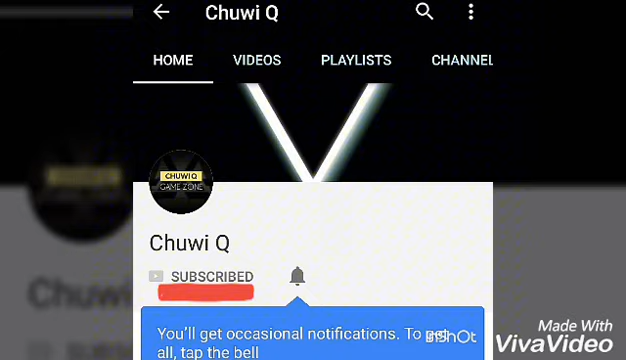 Chuwi Q
HOME VIDEOS PLAYLISTS CHANNEL
CHUWI Q
GAME ZONE
Chuwi Q
SUBSCRIBED
You'll get occasional notifications. To get
all, tap the bell
InShOt
Made With
VivaVideo